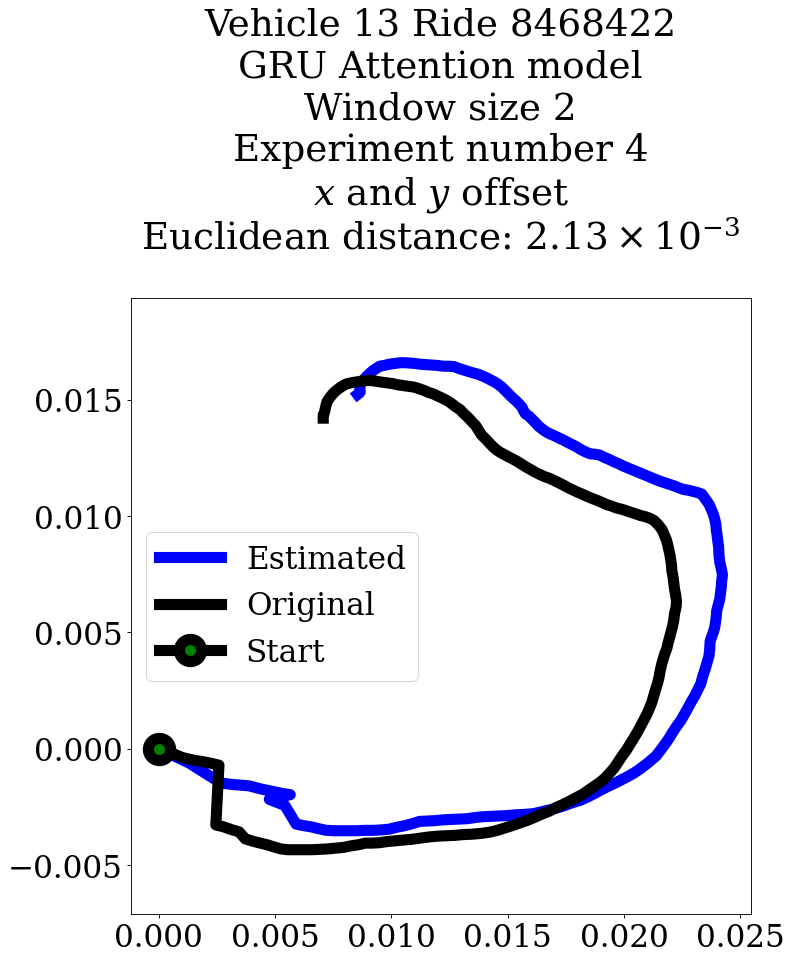 Vehicle 13 Ride 8468422
GRU Attention model
Window size 2
Experiment number 4
x and y offset
Euclidean distance: 2.13 × 10⁻³
0.015
0.010
Estimated
Original
0.005
Start
0.000
−0.005
0.000 0.005 0.010 0.015 0.020 0.025